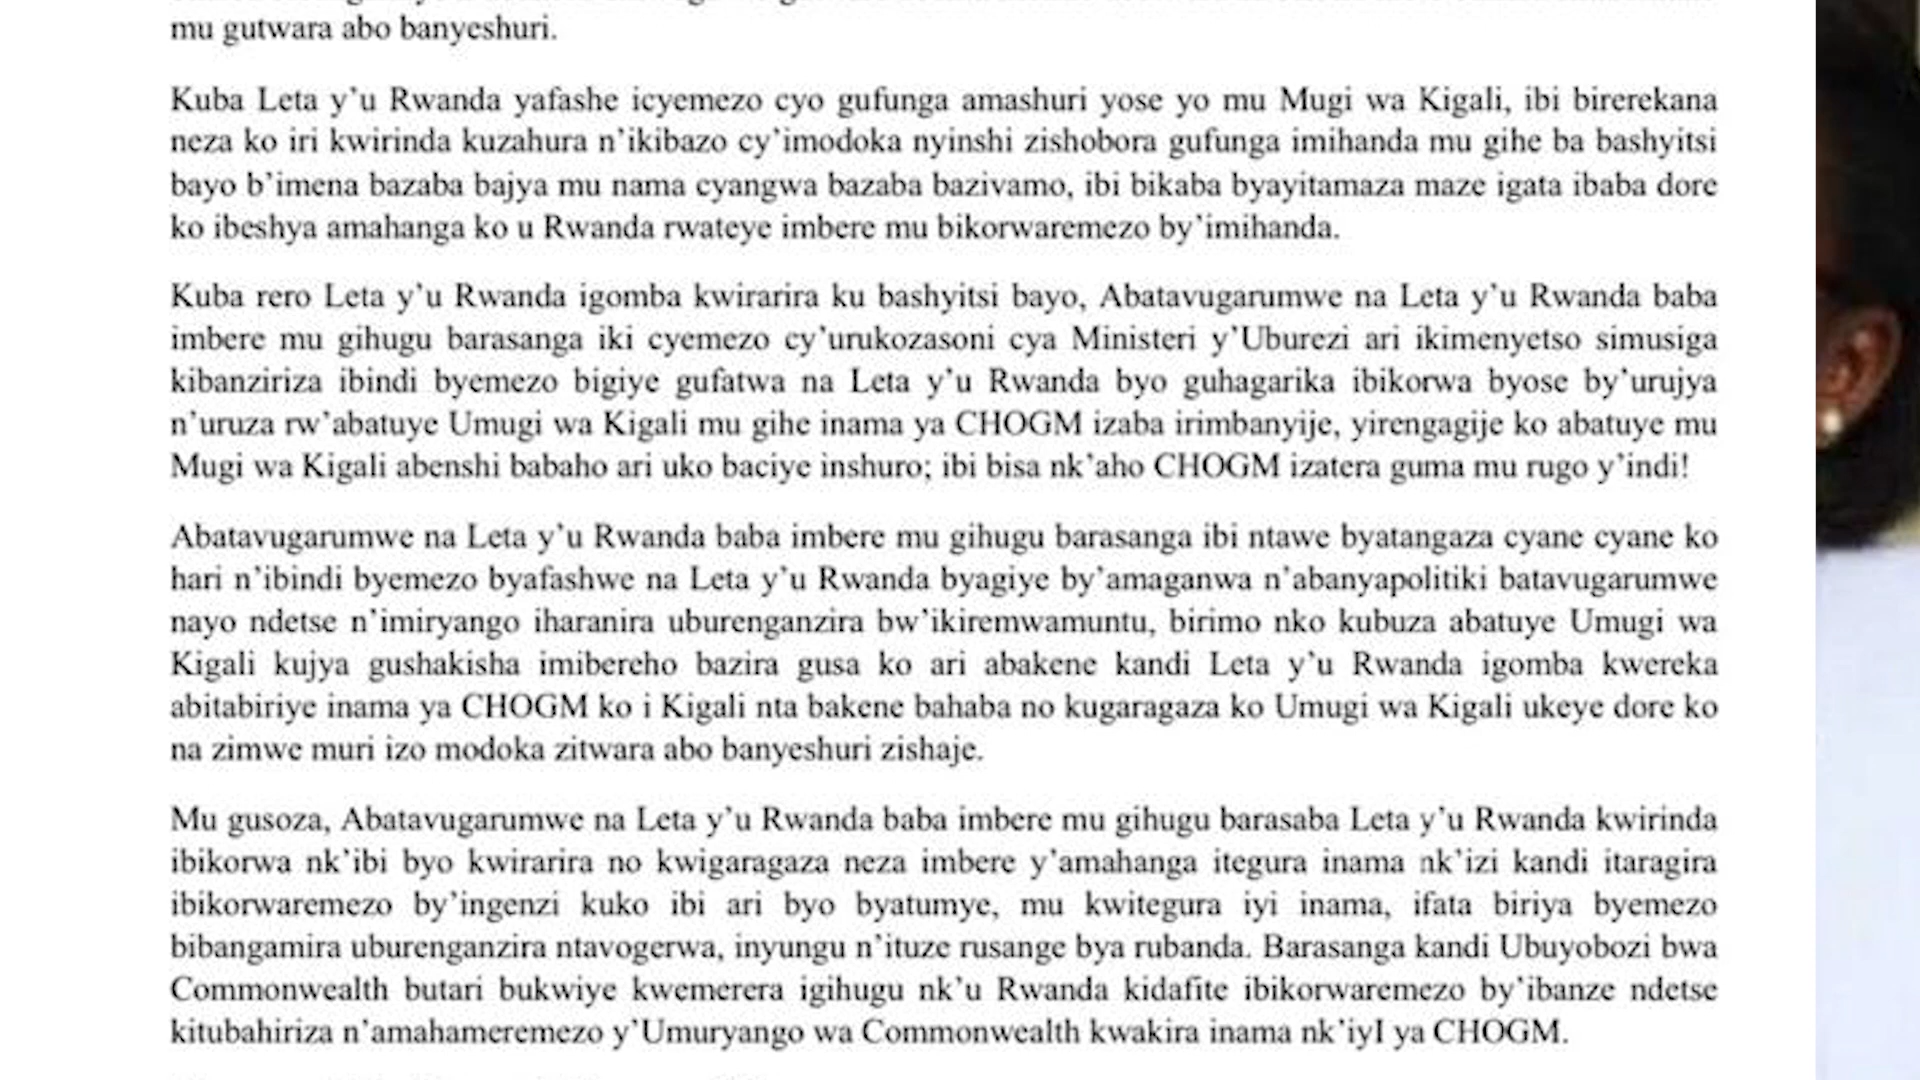 mu gutwara abo banyeshuri.
Kuba Leta y’u Rwanda yafashe icyemezo cyo gufunga amashuri yose yo mu Mugi wa Kigali, ibi birerekana
neza ko iri kwirinda kuzahura n’ikibazo cy’imodoka nyinshi zishobora gufunga imihanda mu gihe ba bashyitsi
bayo b’imena bazaba bajya mu nama cyangwa bazaba bazivamo, ibi bikaba byayitamaza maze igata ibaba dore
ko ibeshya amahanga ko u Rwanda rwateye imbere mu bikorwaremezo by’imihanda.
Kuba rero Leta y’u Rwanda igomba kwirarira ku bashyitsi bayo, Abatavugarumwe na Leta y’u Rwanda baba
imbere mu gihugu barasanga iki cyemezo cy’urukozasoni cya Ministeri y’Uburezi ari ikimenyetso simusiga
kibanziriza ibindi byemezo bigiye gufatwa na Leta y’u Rwanda byo guhagarika ibikorwa byose by’urujya
n’uruza rw’abatuye Umugi wa Kigali mu gihe inama ya CHOGM izaba irimbanyije, yirengagije ko abatuye mu
Mugi wa Kigali abenshi babaho ari uko baciye inshuro; ibi bisa nk’aho CHOGM izatera guma mu rugo y’indi!
Abatavugarumwe na Leta y’u Rwanda baba imbere mu gihugu barasanga ibi ntawe byatangaza cyane cyane ko
hari n’ibindi byemezo byafashwe na Leta y’u Rwanda byagiye by’amaganwa n’abanyapolitiki batavugarumwe
nayo ndetse n’imiryango iharanira uburenganzira bw’ikiremwamuntu, birimo nko kubuza abatuye Umugi wa
Kigali kujya gushakisha imibereho bazira gusa ko ari abakene kandi Leta y’u Rwanda igomba kwereka
abitabiriye inama ya CHOGM ko i Kigali nta bakene bahaba no kugaragaza ko Umugi wa Kigali ukeye dore ko
na zimwe muri izo modoka zitwara abo banyeshuri zishaje.
Mu gusoza, Abatavugarumwe na Leta y’u Rwanda baba imbere mu gihugu barasaba Leta y’u Rwanda kwirinda
ibikorwa nk’ibi byo kwirarira no kwigaragaza neza imbere y’amahanga itegura inama nk’izi kandi itaragira
ibikorwaremezo by’ingenzi kuko ibi ari byo byatumye, mu kwitegura iyi inama, ifata biriya byemezo
bibangamira uburenganzira ntavogerwa, inyungu n’ituze rusange bya rubanda. Barasanga kandi Ubuyobozi bwa
Commonwealth butari bukwiye kwemerera igihugu nk’u Rwanda kidafite ibikorwaremezo by’ibanze ndetse
kitubahiriza n’amahameremezo y’Umuryango wa Commonwealth kwakira inama nk’iyI ya CHOGM.